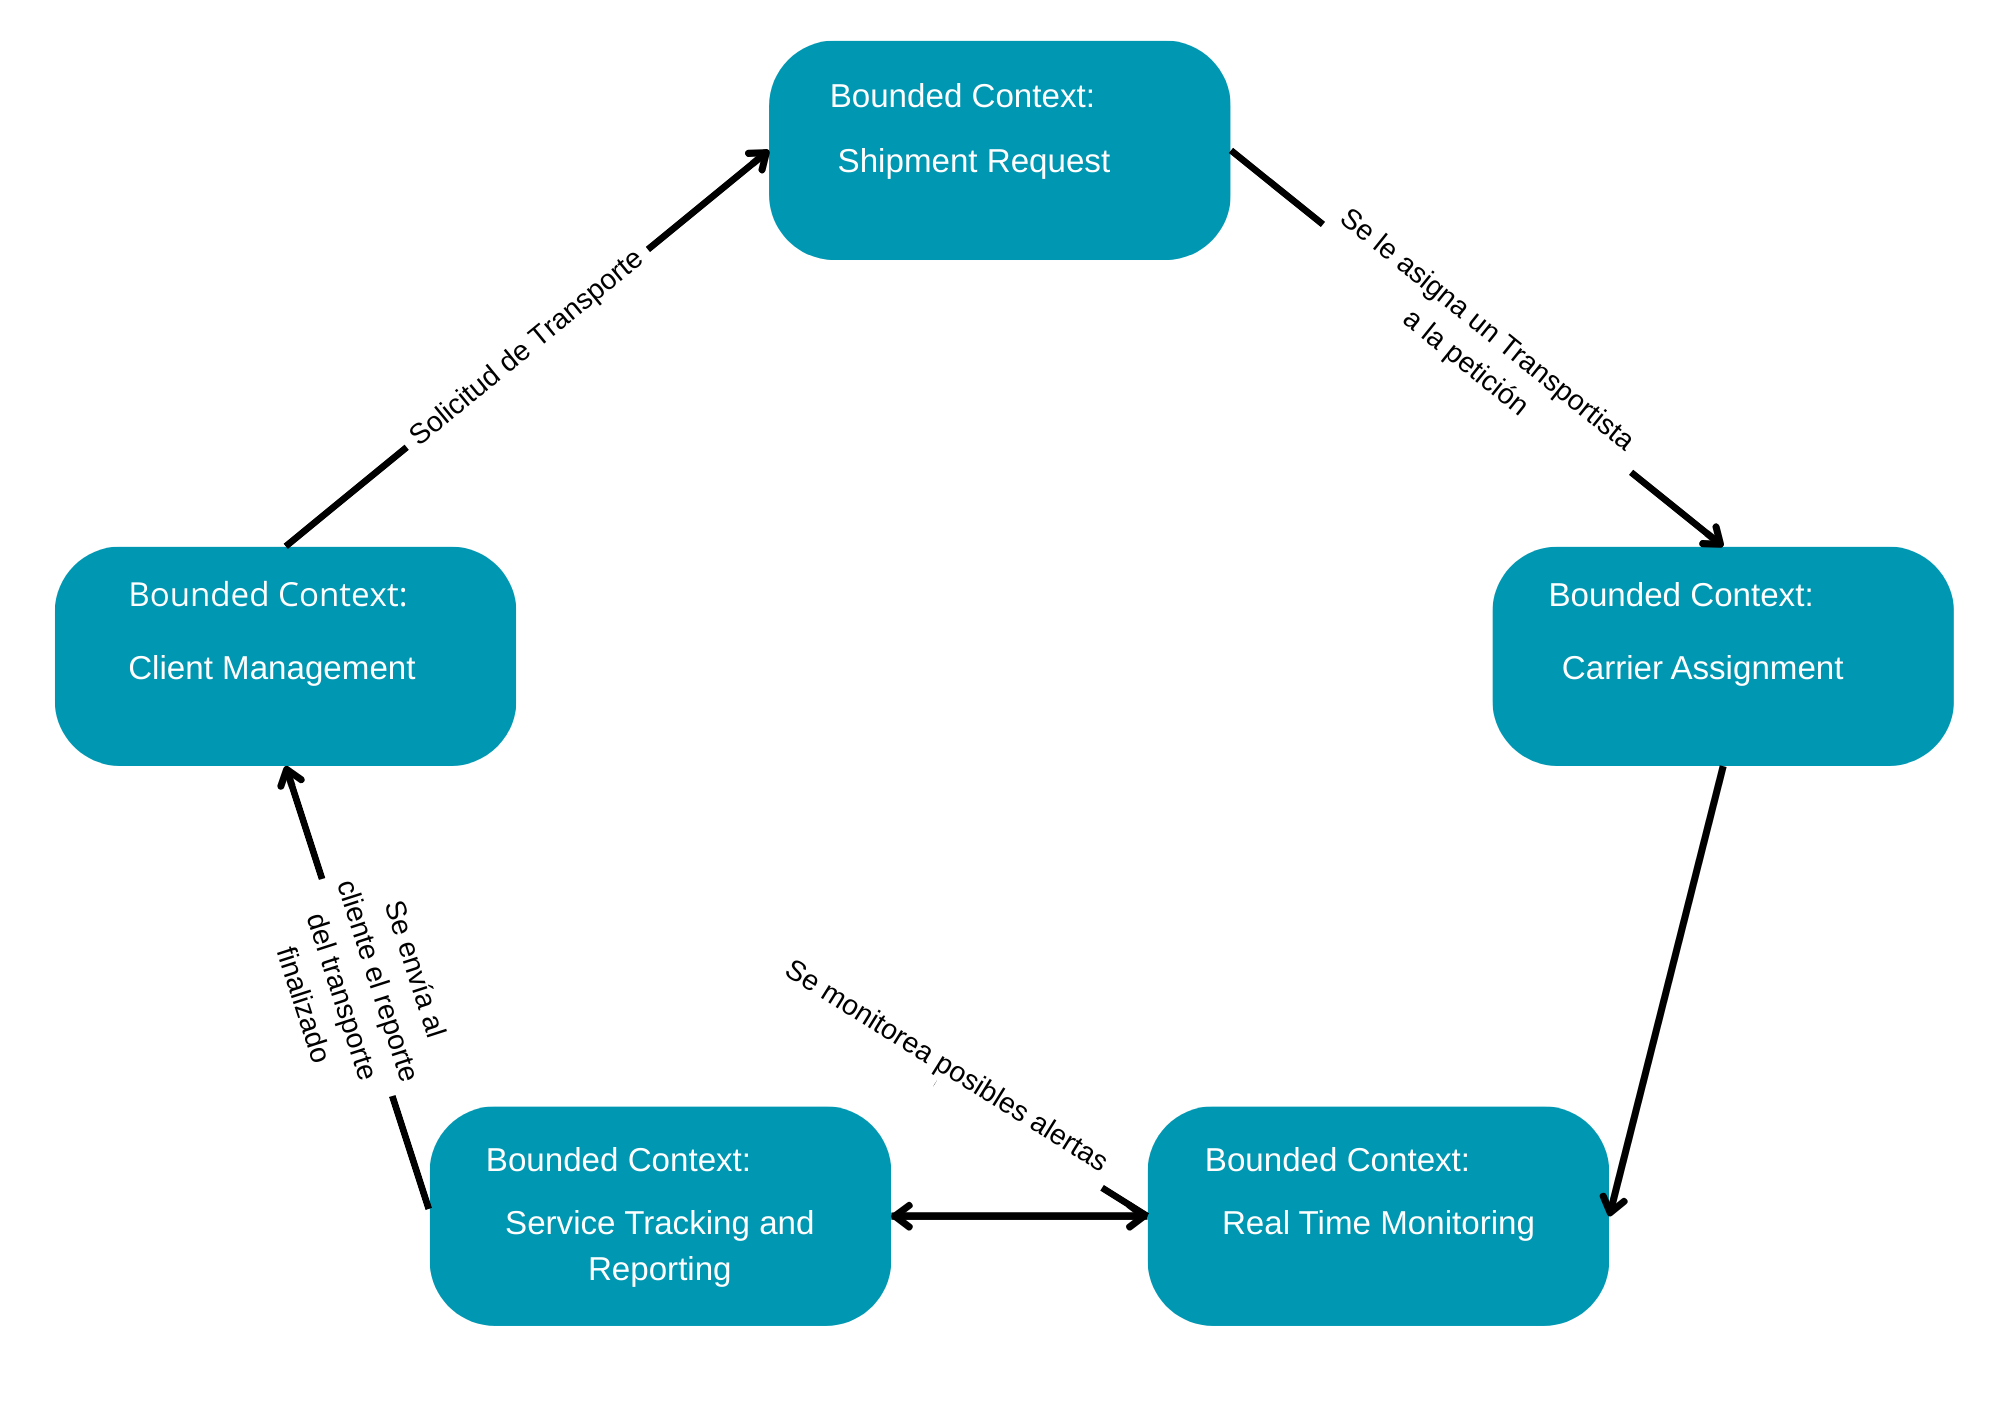 Bounded Context:
Shipment Request
Solicitud de Transporte
Se le asigna un Transportista
a la petición
Bounded Context:
Client Management
Bounded Context:
Carrier Assignment
Se envía al
cliente el reporte
del transporte
finalizado
Se monitorea posibles alertas
Bounded Context:
Service Tracking and
Reporting
Bounded Context:
Real Time Monitoring